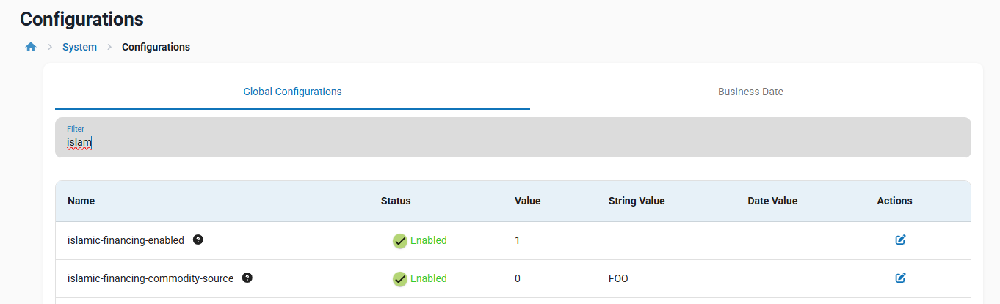 Configurations
System > Configurations
Global Configurations Business Date
Filter
islam
Name Status Value String Value Date Value Actions
islamic-financing-enabled ? Enabled 1
islamic-financing-commodity-source ? Enabled 0 FOO